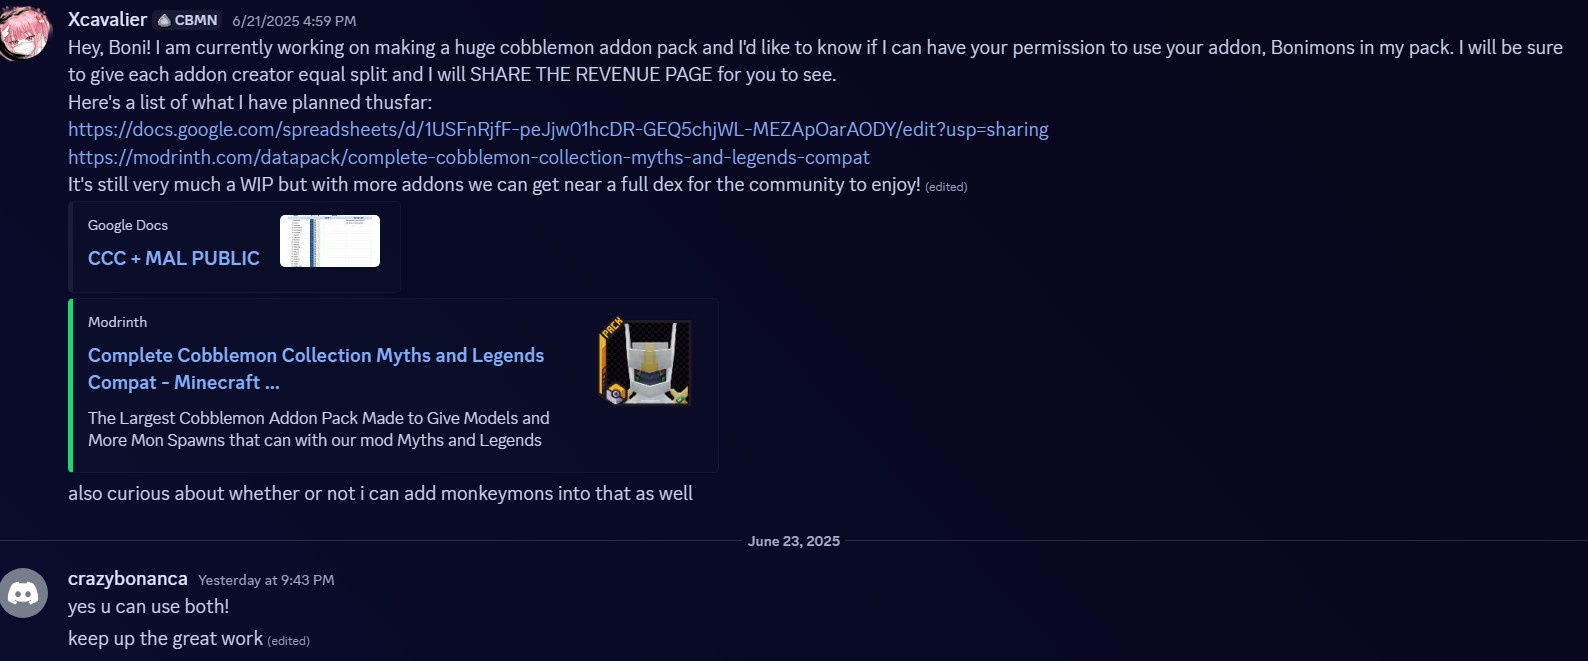 Xcavalier CBMN 6/21/2025 4:59 PM
Hey, Boni! I am currently working on making a huge cobblemon addon pack and I'd like to know if I can have your permission to use your addon, Bonimons in my pack. I will be sure
to give each addon creator equal split and I will SHARE THE REVENUE PAGE for you to see.
Here's a list of what I have planned thusfar:
https://docs.google.com/spreadsheets/d/1USFnRjfF-peJjw01hcDR-GEQ5chjWL-MEZApOarAODY/edit?usp=sharing
https://modrinth.com/datapack/complete-cobblemon-collection-myths-and-legends-compat
It's still very much a WIP but with more addons we can get near a full dex for the community to enjoy! (edited)
Google Docs
CCC + MAL PUBLIC
Modrinth
Complete Cobblemon Collection Myths and Legends
Compat - Minecraft ...
PACK
The Largest Cobblemon Addon Pack Made to Give Models and
More Mon Spawns that can with our mod Myths and Legends
also curious about whether or not i can add monkeymons into that as well
June 23, 2025
crazybonanca Yesterday at 9:43 PM
yes u can use both!
keep up the great work (edited)